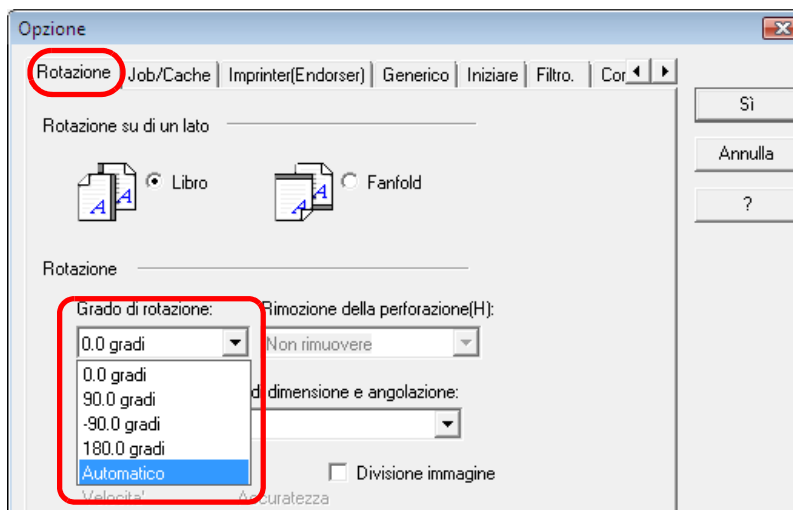 Opzione
Rotazione Job/Cache Imprinter(Endorser) Generico Iniziare Filtro.
Sì
Annulla
?
Rotazione su di un lato
A A Libro A A Fanfold
Rotazione
Grado di rotazione: Rimozione della perforazione(H):
0.0 gradi Non rimuovere
0.0 gradi
90.0 gradi dimensione e angolazione:
-90.0 gradi
180.0 gradi
Automatico Divisione immagine
Velocita' Accuratezza